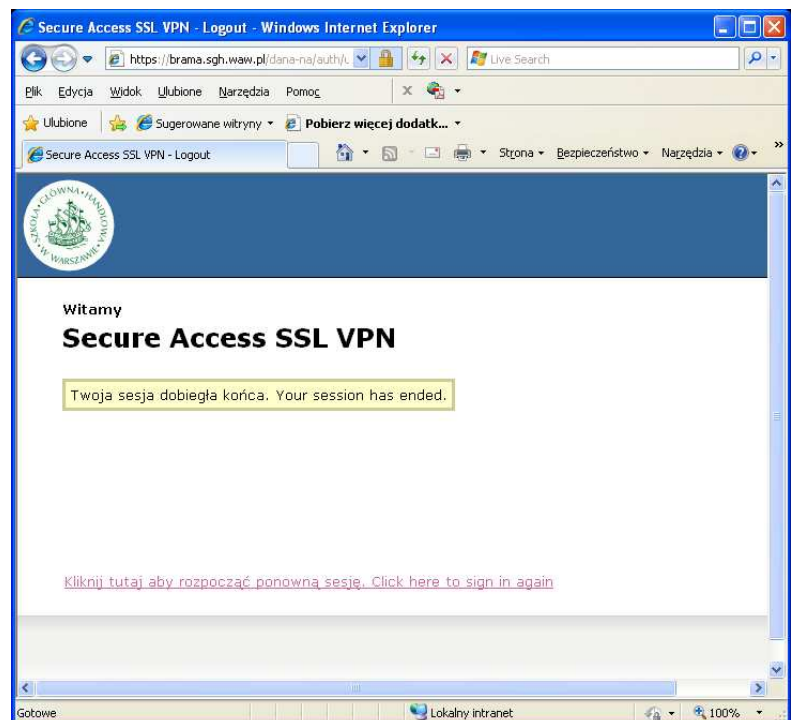 Secure Access SSL VPN - Logout - Windows Internet Explorer
https://brama.sgh.waw.pl/dana-na/auth/ Live Search
Plik Edycja Widok Ulubione Narzędzia Pomoc X
Ulubione Sugerowane witryny Pobierz więcej dodatk...
Secure Access SSL VPN - Logout Strona Bezpieczeństwo Narzędzia »
SZKOŁA GŁÓWNA HANDLOWA W WARSZAWIE
Witamy
Secure Access SSL VPN
Twoja sesja dobiegła końca. Your session has ended.
Kliknij tutaj aby rozpocząć ponowną sesję. Click here to sign in again
Gotowe Lokalny intranet 100%